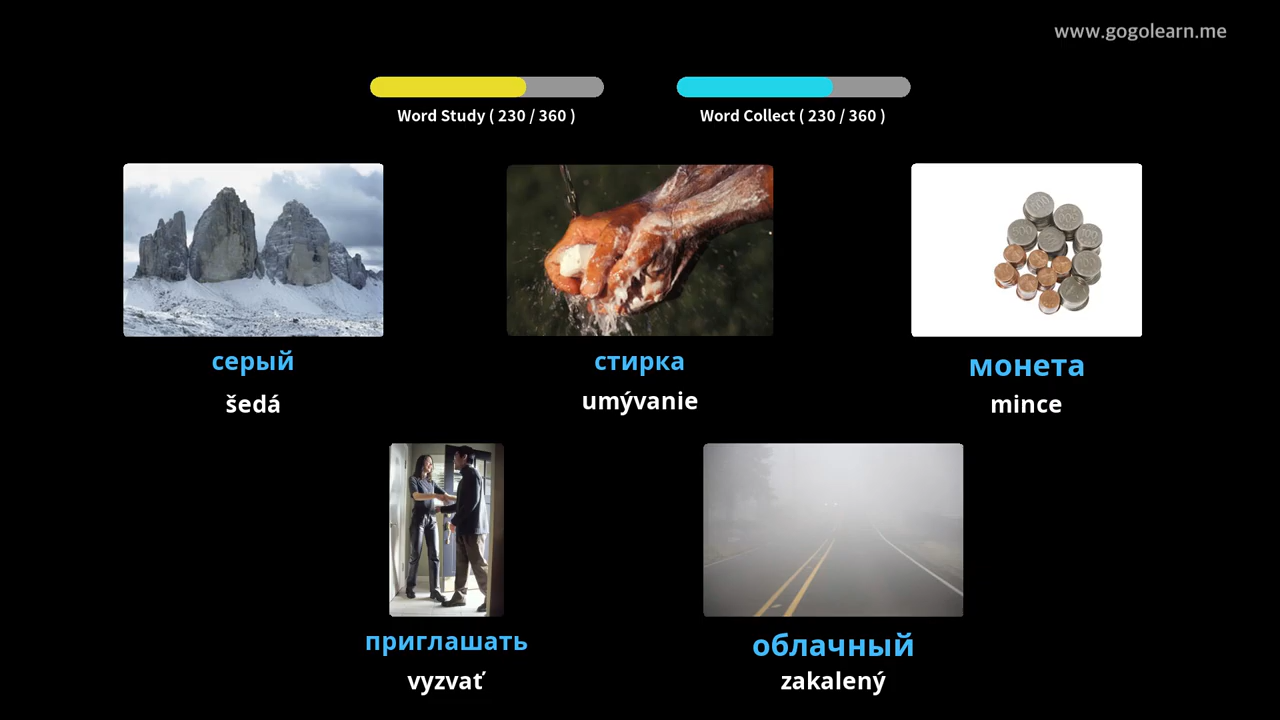 www.gogolearn.me
Word Study ( 230 / 360 )
Word Collect ( 230 / 360 )
серый
šedá
стирка
umývanie
монета
mince
приглашать
vyzvať
облачный
zakalený